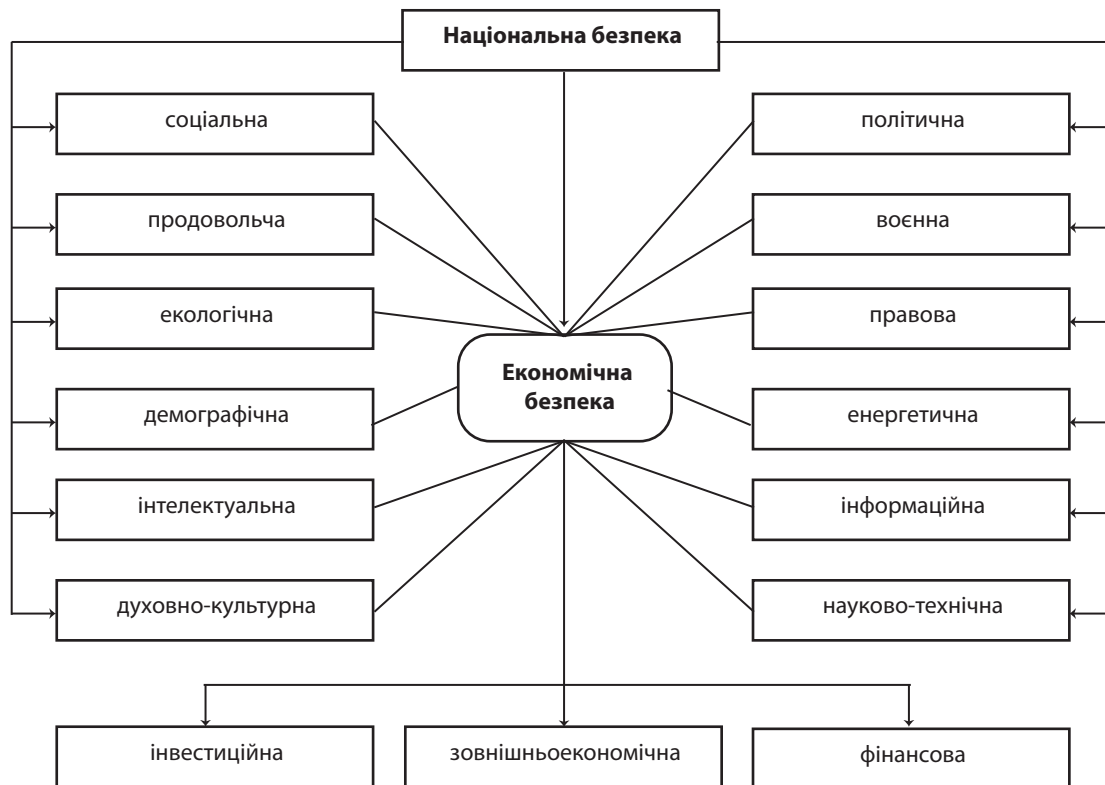 Національна безпека
соціальна
політична
продовольча
воєнна
екологічна
правова
Економічна
безпека
демографічна
енергетична
інтелектуальна
інформаційна
духовно-культурна
науково-технічна
інвестиційна
зовнішньоекономічна
фінансова